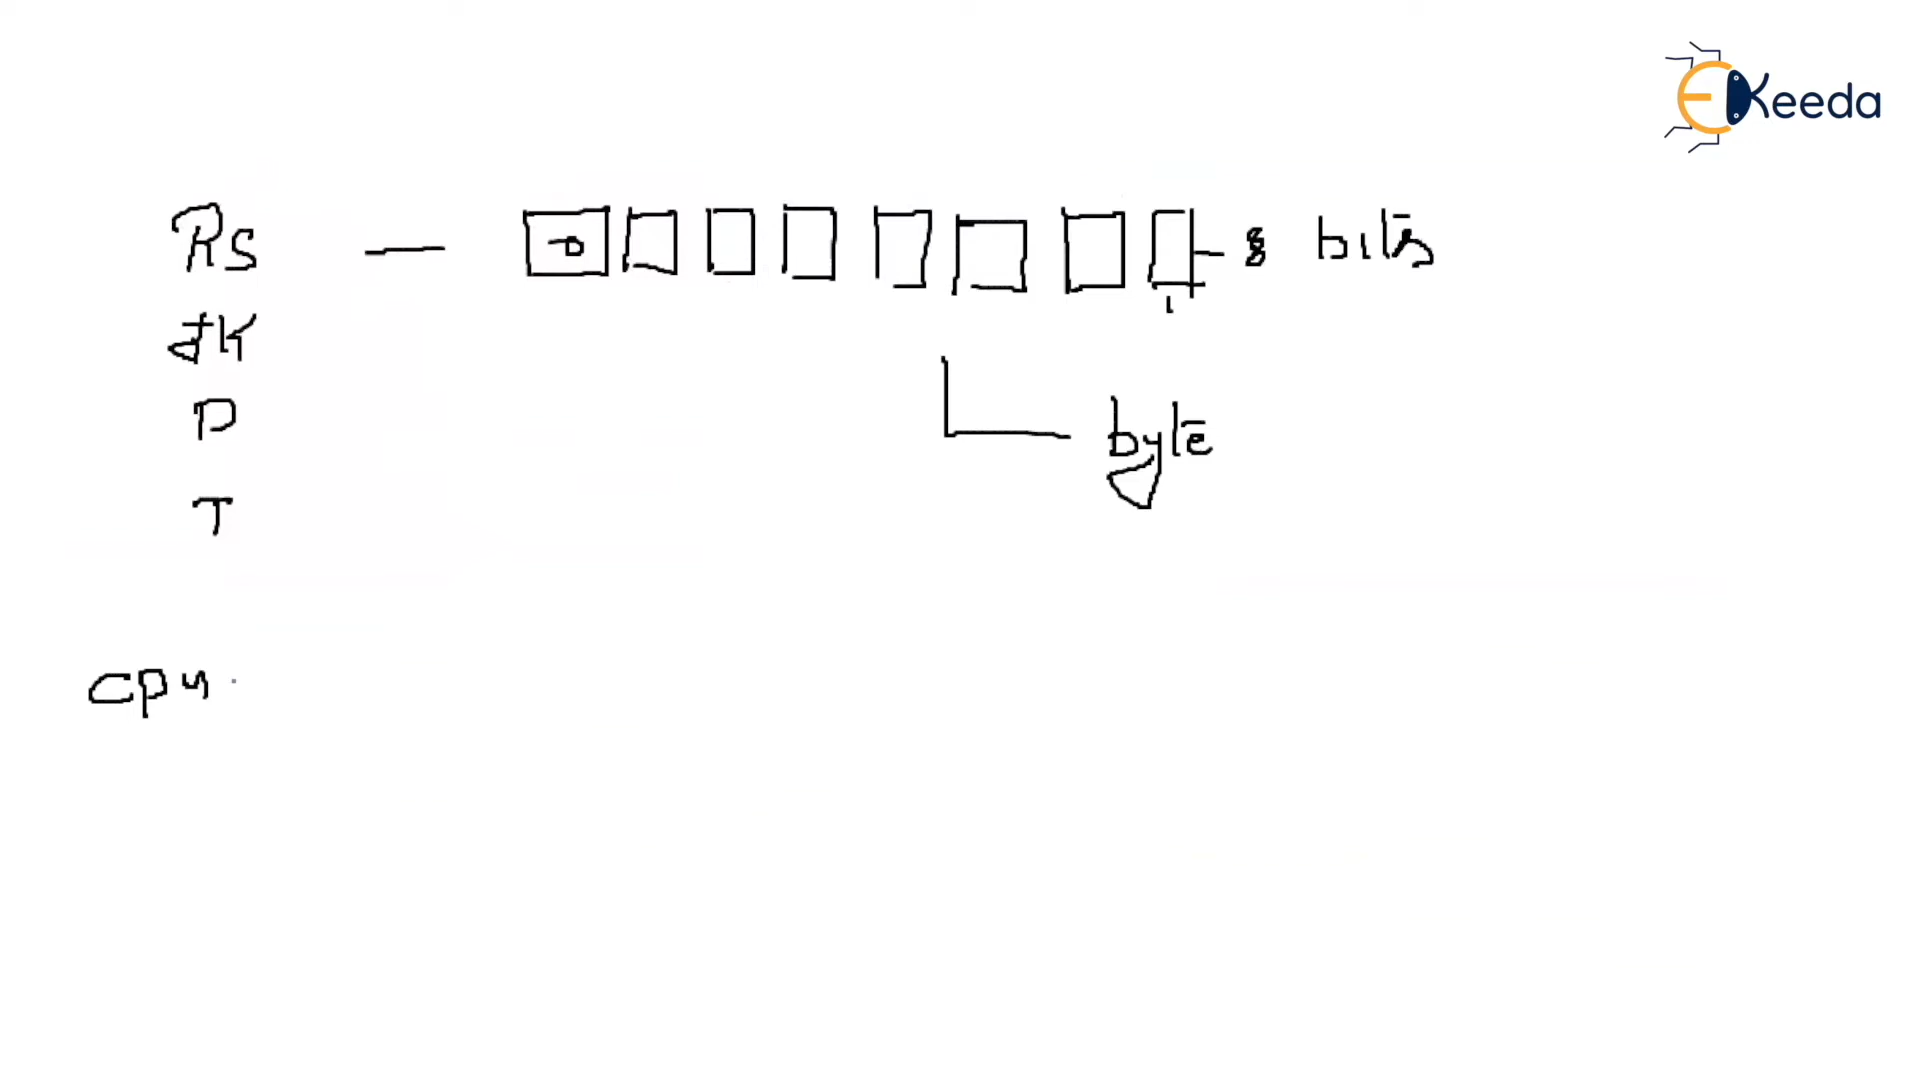 EKeeda
RS — D 8 bits
JK
D
byte
T
CPU